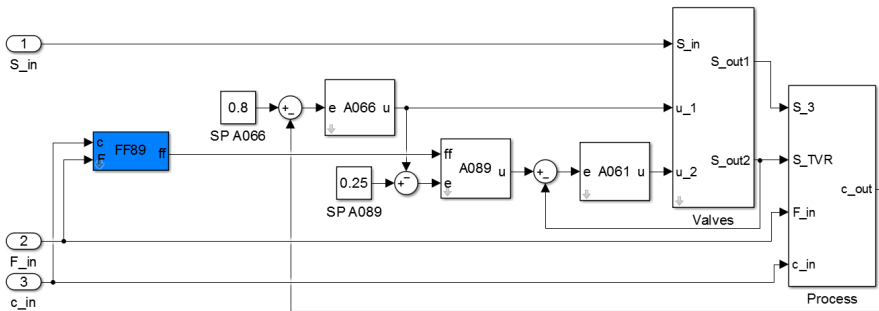 1
S_in
S_in
S_out1
0.8
SP A066
+
−
e A066 u
u_1
S_3
c
FF89
F
ff
ff
A089
e
u
−
+
0.25
SP A089
+
−
e A061 u
u_2
S_out2
S_TVR
Valves
c_out
2
F_in
F_in
3
c_in
c_in
Process